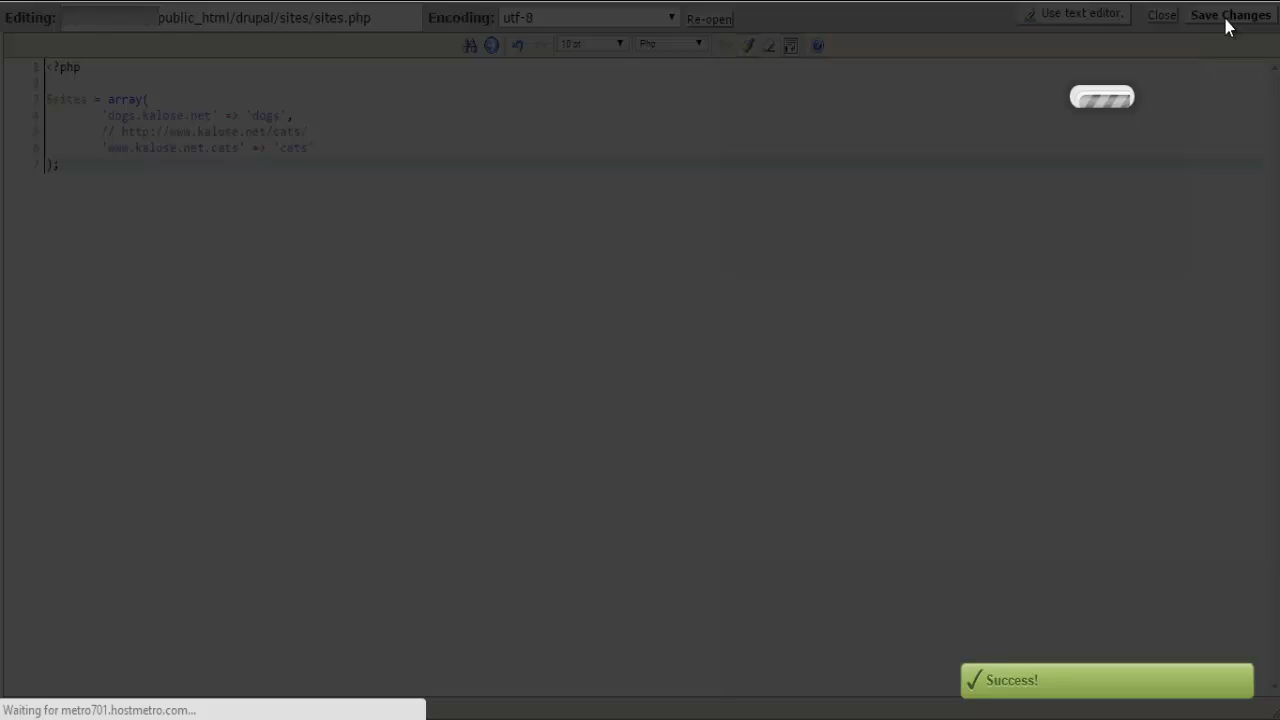 Editing: public_html/drupal/sites/sites.php Encoding: utf-8 Re-open Use text editor. Close Save Changes
10 pt Php
1 <?php
2
3 $sites = array(
4 'dogs.kalose.net' => 'dogs',
5 // http://www.kalose.net/cats/
6 'www.kalose.net.cats' => 'cats'
7 );
Success!
Waiting for metro701.hostmetro.com...